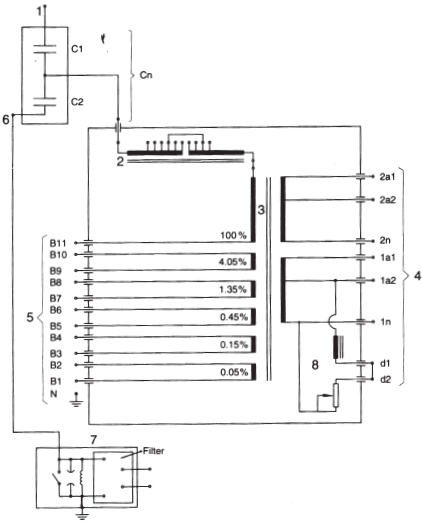 1
C1
Cn
C2
6
2
2a1
3
2a2
4
100 %
2n
B11
1a1
B10
4.05%
B9
1a2
B8
1.35%
B7
5
B6
0.45%
1n
B5
B4
0.15%
B3
8
d1
B2
0.05%
d2
B1
N
7
Filter